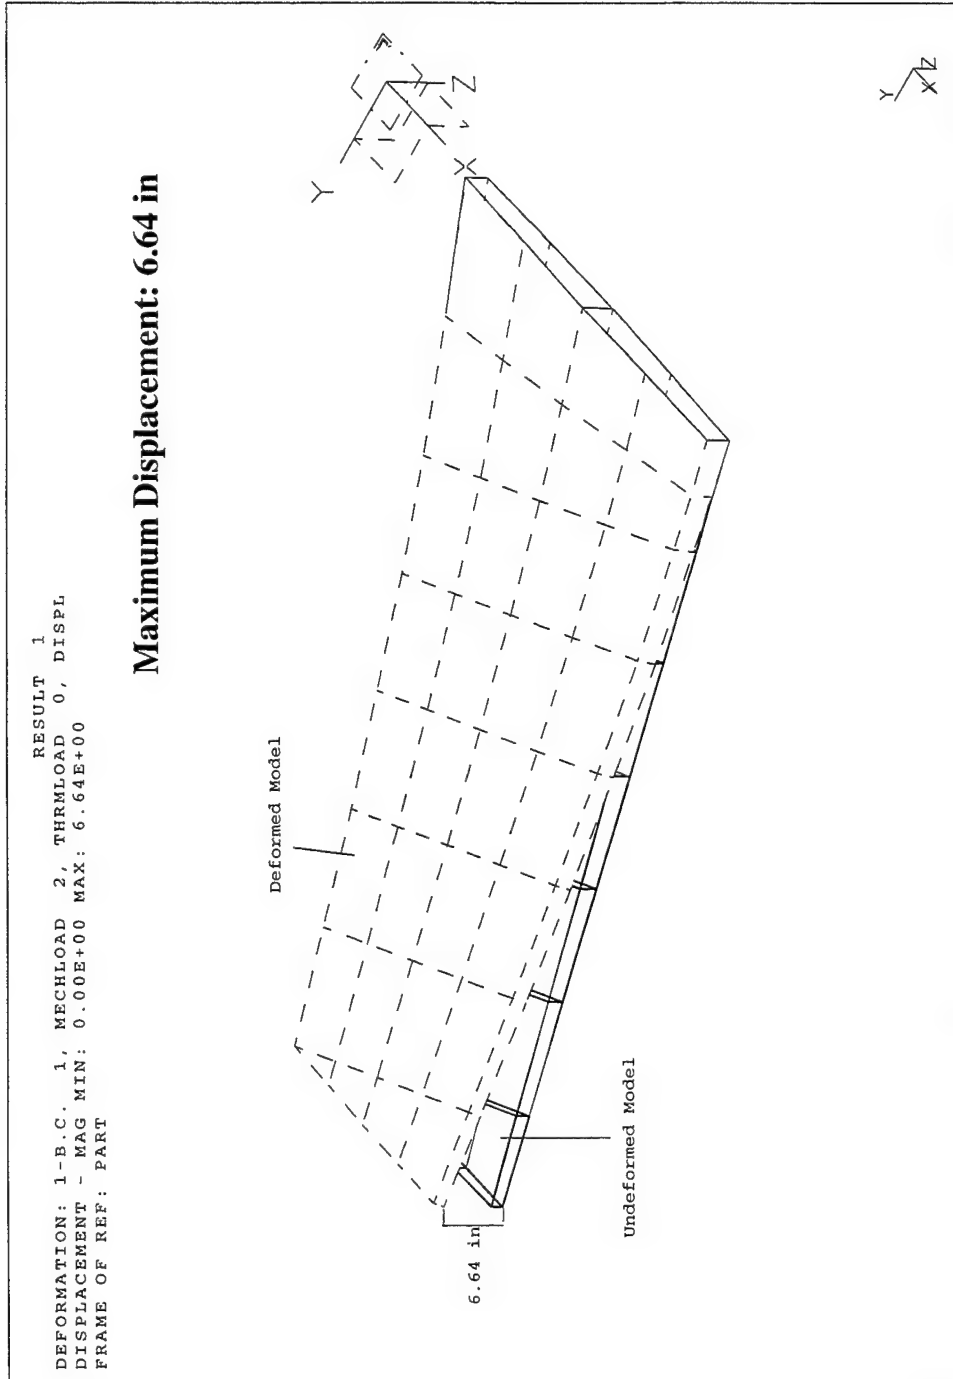 RESULT 1
DEFORMATION: 1-B.C. 1, MECHLOAD 2, THRMLOAD 0, DISPL
DISPLACEMENT - MAG MIN: 0.00E+00 MAX: 6.64E+00
FRAME OF REF: PART
Maximum Displacement: 6.64 in
Deformed Model
Undeformed Model
6.64 in
Y
Z
X
Y
Z
X